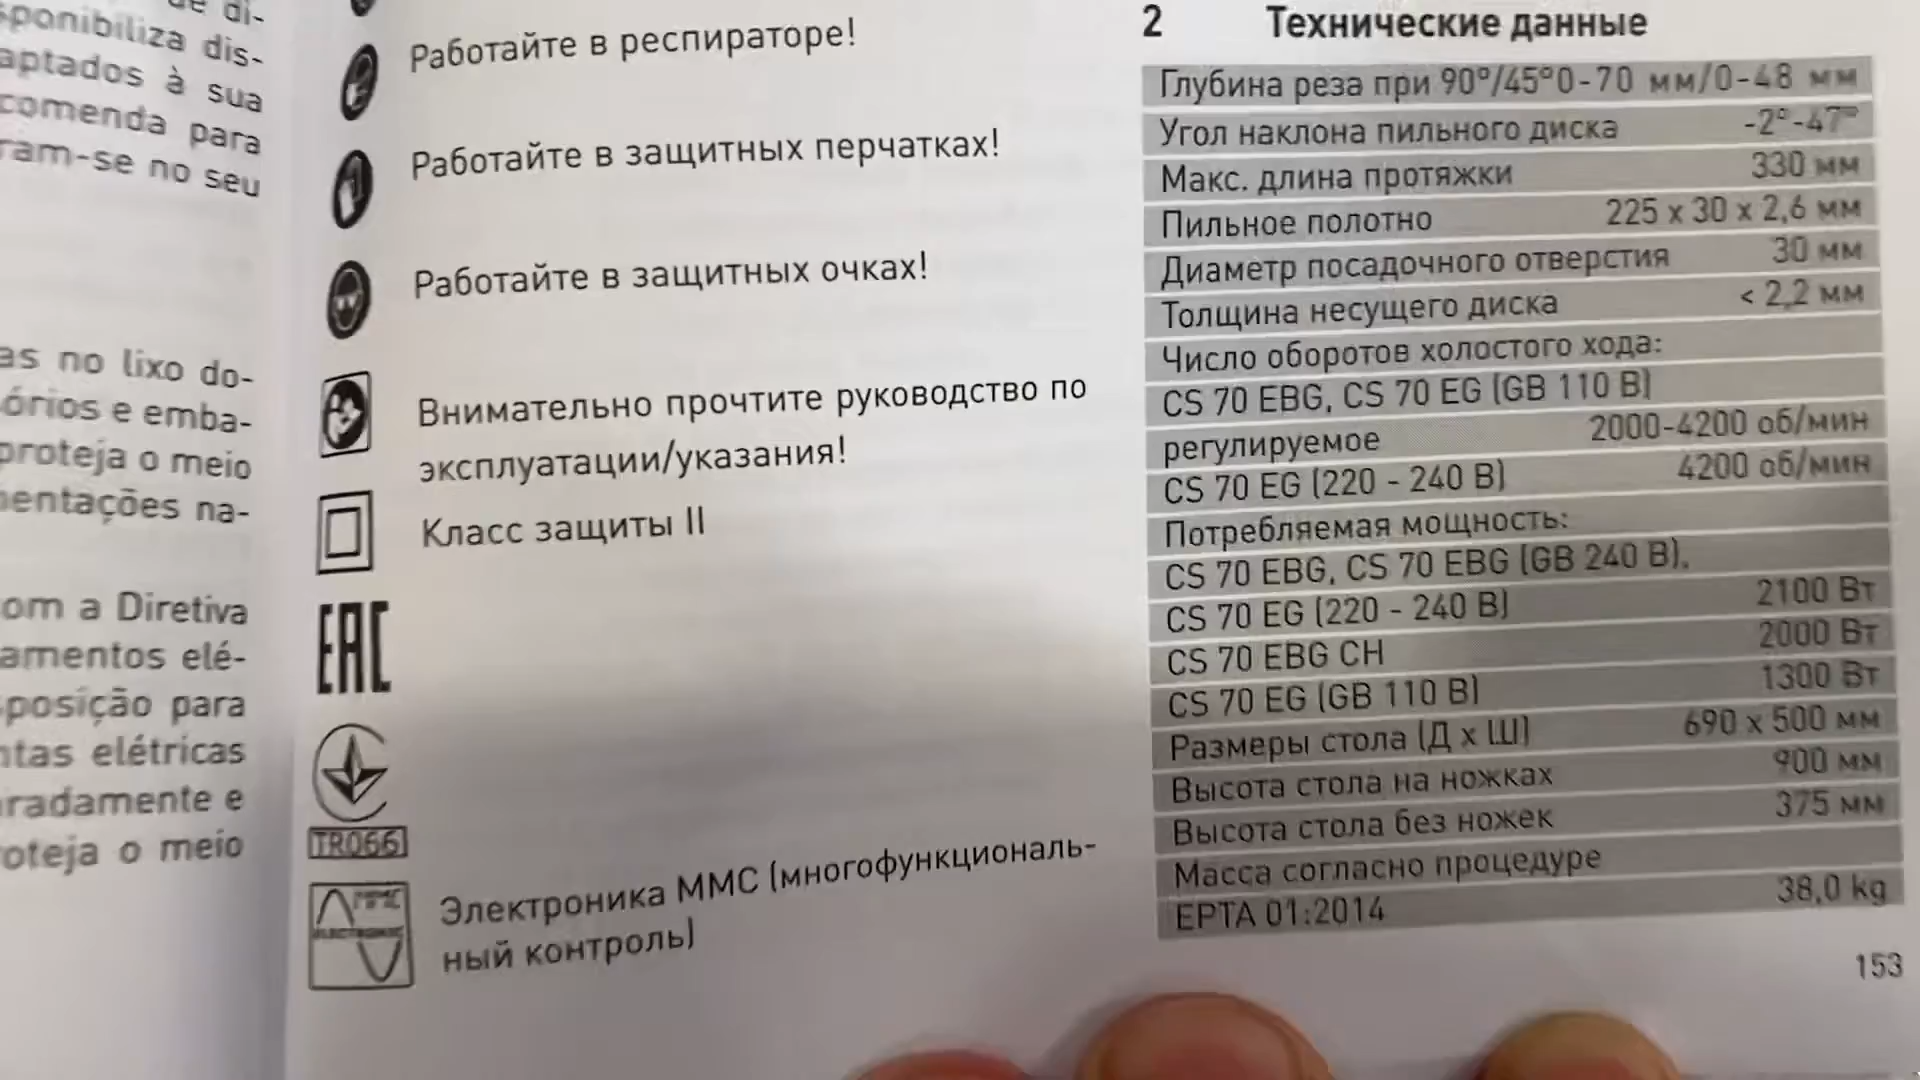 de di-
sponibiliza dis-
aptados à sua
comenda para
ram-se no seu
as no lixo do-
órios e emba-
proteja o meio
entações na-
om a Diretiva
amentos elé-
posição para
ntas elétricas
radamente e
oteja o meio
Работайте в респираторе!
Работайте в защитных перчатках!
Работайте в защитных очках!
Внимательно прочтите руководство по
эксплуатации/указания!
Класс защиты II
EAC
TR066
MMC
ELECTRONIC
Электроника ММС (многофункциональ-
ный контроль)
2 Технические данные
Глубина реза при 90°/45°0-70 мм/0-48 мм
Угол наклона пильного диска -2°-47°
Макс. длина протяжки 330 мм
Пильное полотно 225 x 30 x 2,6 мм
Диаметр посадочного отверстия 30 мм
Толщина несущего диска < 2,2 мм
Число оборотов холостого хода:
CS 70 EBG, CS 70 EG (GB 110 В)
регулируемое 2000-4200 об/мин
CS 70 EG (220 - 240 В) 4200 об/мин
Потребляемая мощность:
CS 70 EBG, CS 70 EBG (GB 240 В),
CS 70 EG (220 - 240 В) 2100 Вт
CS 70 EBG CH 2000 Вт
CS 70 EG (GB 110 В) 1300 Вт
Размеры стола (Д x Ш) 690 x 500 мм
Высота стола на ножках 900 мм
Высота стола без ножек 375 мм
Масса согласно процедуре
EPTA 01:2014 38,0 kg
153